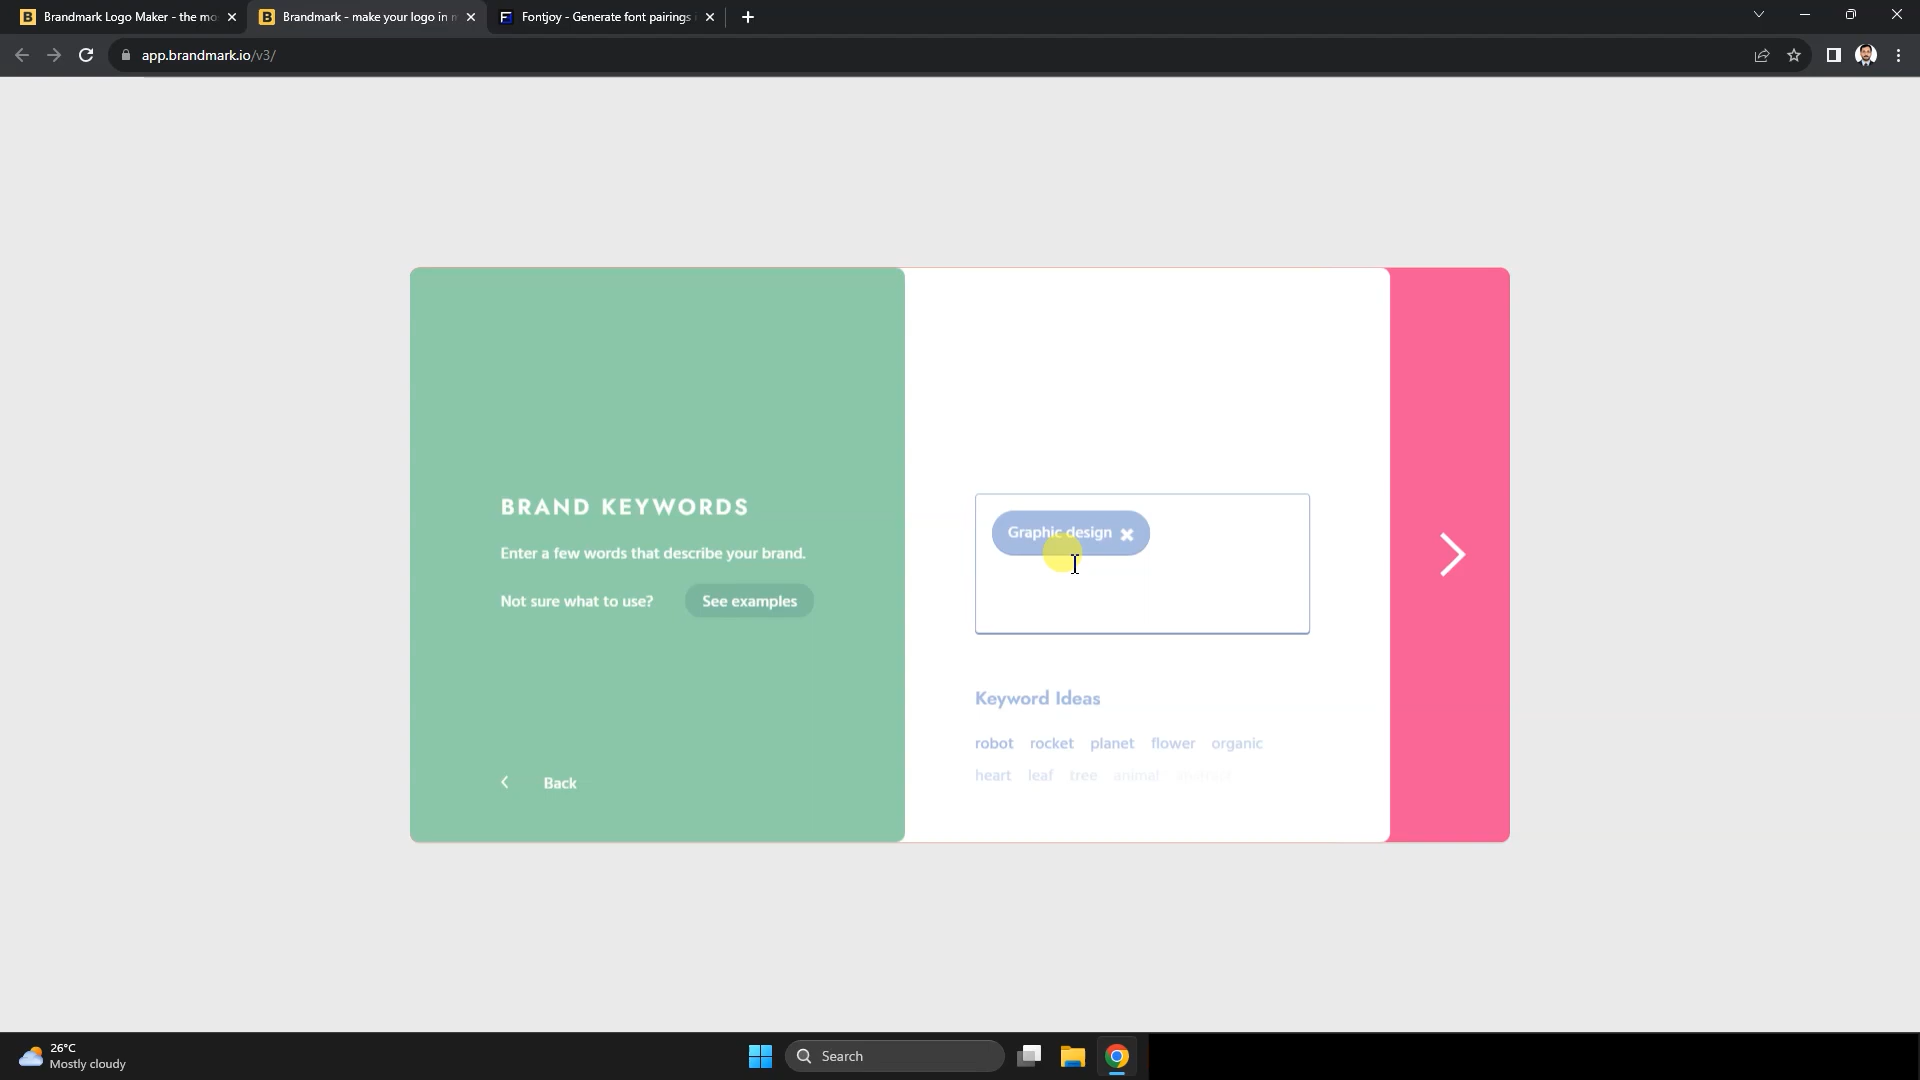 Brandmark Logo Maker - the mo
Brandmark - make your logo in
Fontjoy - Generate font pairings
app.brandmark.io/v3/
BRAND KEYWORDS
Enter a few words that describe your brand.
Not sure what to use? See examples
Back
Graphic design
Keyword Ideas
robot rocket planet flower organic
heart leaf tree animal
26°C
Mostly cloudy
Search